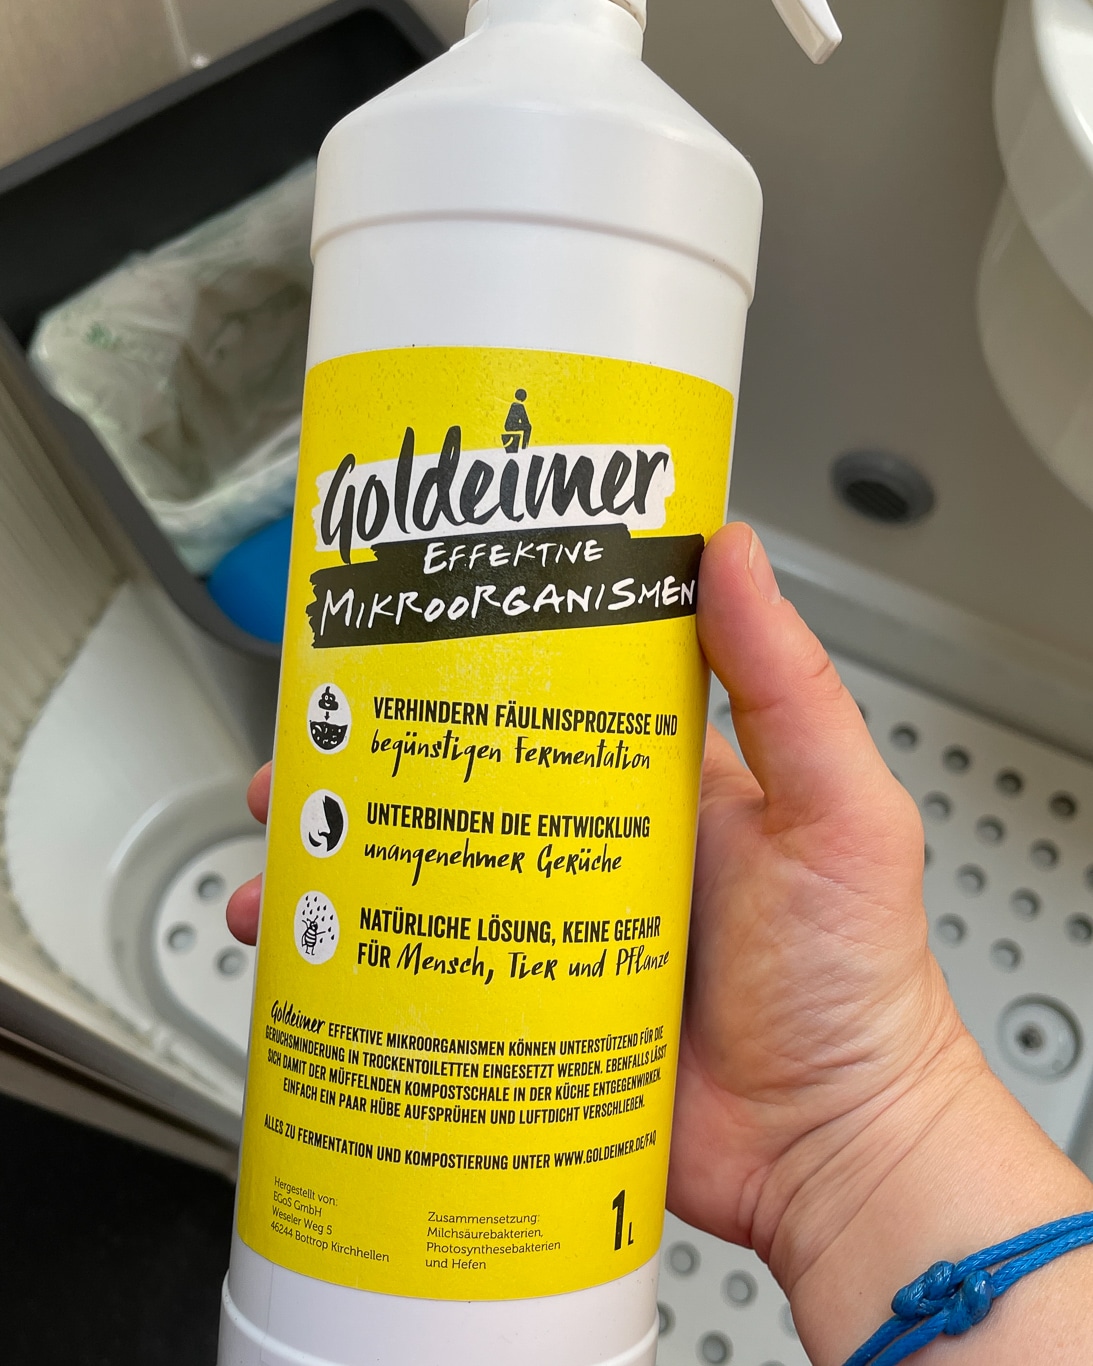 Goldeimer
EFFEKTIVE
MIKROORGANISMEN
VERHINDERN FÄULNISPROZESSE UND
begünstigen Fermentation
UNTERBINDEN DIE ENTWICKLUNG
unangenehmer Gerüche
NATÜRLICHE LÖSUNG, KEINE GEFAHR
FÜR Mensch, Tier und Pflanze
Goldeimer EFFEKTIVE MIKROORGANISMEN KÖNNEN UNTERSTÜTZEND FÜR DIE
GERUCHSMINDERUNG IN TROCKENTOILETTEN EINGESETZT WERDEN. EBENFALLS LÄSST
SICH DAMIT DER MÜFFELNDEN KOMPOSTSCHALE IN DER KÜCHE ENTGEGENWIRKEN.
EINFACH EIN PAAR HÜBE AUFSPRÜHEN UND LUFTDICHT VERSCHLIEßEN.
ALLES ZU FERMENTATION UND KOMPOSTIERUNG UNTER WWW.GOLDEIMER.DE/FAQ
Hergestellt von:
EGoS GmbH
Weseler Weg 5
46244 Bottrop Kirchhellen
Zusammensetzung:
Milchsäurebakterien,
Photosynthesebakterien
und Hefen
1L